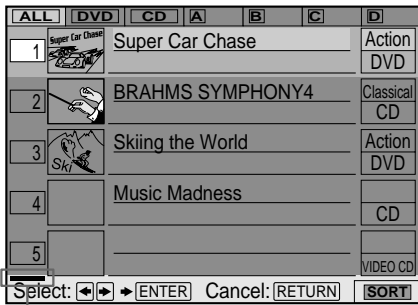 ALL DVD CD A B C D
1 Super Car Chase Super Car Chase Action DVD
2 BRAHMS SYMPHONY4 Classical CD
3 Ski Skiing the World Action DVD
4 Music Madness CD
5 VIDEO CD
Select: ENTER Cancel: RETURN SORT